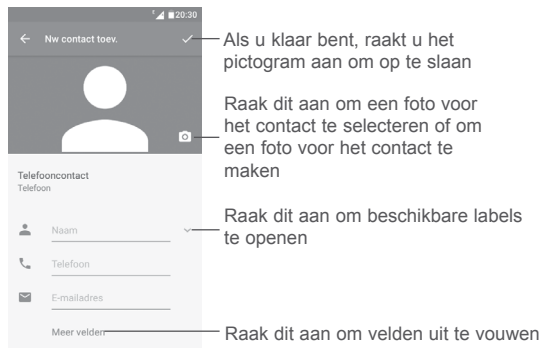 20:30
Nw contact toev.
Als u klaar bent, raakt u het
pictogram aan om op te slaan
Raak dit aan om een foto voor
het contact te selecteren of om
een foto voor het contact te
maken
Telefooncontact
Telefoon
Naam
Raak dit aan om beschikbare labels
te openen
Telefoon
E-mailadres
Meer velden
Raak dit aan om velden uit te vouwen